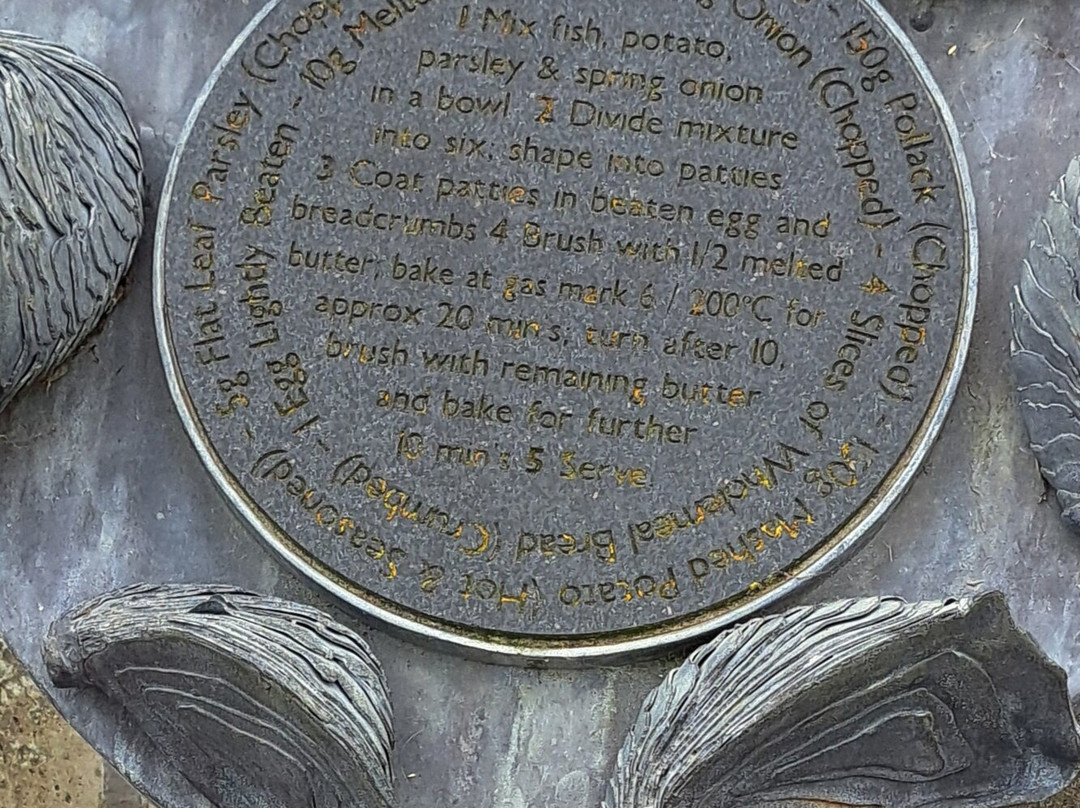 - 150g Pollack (Chopped) - 150g Mashed Potato (Hot & Seasoned) - 5g Flat Leaf Parsley (Chopp
Onion (Chopped) - 4 Slices of Wholemeal Bread (Crumbed) - 1 Egg Lightly Beaten - 10g Melte
1 Mix fish, potato,
parsley & spring onion
in a bowl 2 Divide mixture
into six, shape into patties
3 Coat patties in beaten egg and
breadcrumbs 4 Brush with 1/2 melted
butter, bake at gas mark 6 / 200°C for
approx 20 min's, turn after 10,
brush with remaining butter
and bake for further
10 min's 5 Serve